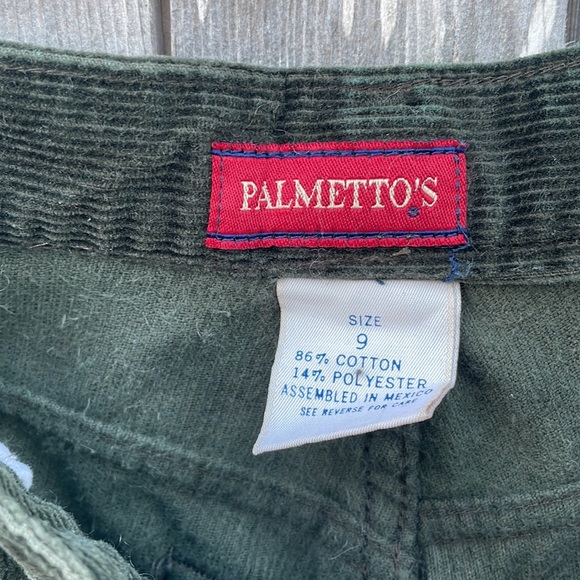 PALMETTO'S
SIZE
9
86% COTTON
14% POLYESTER
ASSEMBLED IN MEXICO
SEE REVERSE FOR CARE